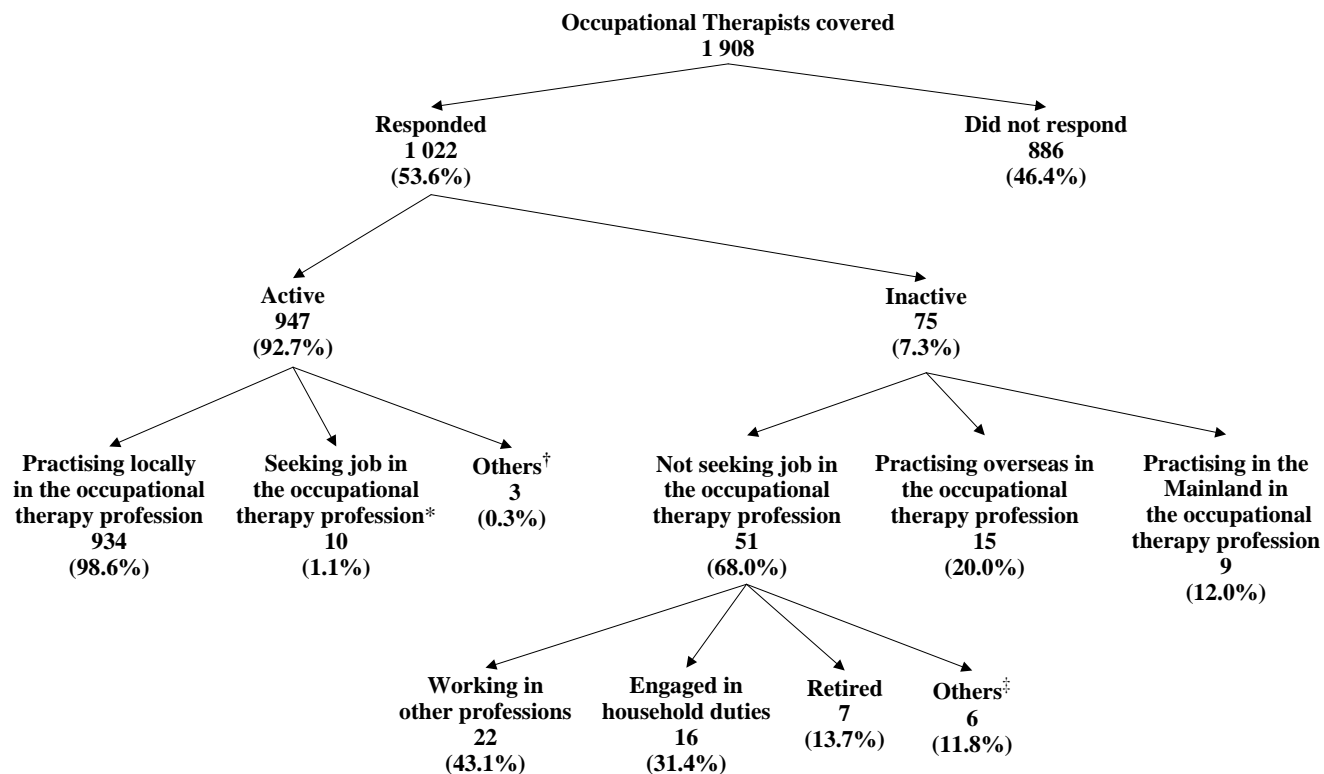 Occupational Therapists covered
1 908
Responded
1 022
(53.6%)
Did not respond
886
(46.4%)
Active
947
(92.7%)
Inactive
75
(7.3%)
Practising locally
in the occupational
therapy profession
934
(98.6%)
Seeking job in
the occupational
therapy profession*
10
(1.1%)
Others†
3
(0.3%)
Not seeking job in
the occupational
therapy profession
51
(68.0%)
Practising overseas in
the occupational
therapy profession
15
(20.0%)
Practising in the
Mainland in
the occupational
therapy profession
9
(12.0%)
Working in
other professions
22
(43.1%)
Engaged in
household duties
16
(31.4%)
Retired
7
(13.7%)
Others‡
6
(11.8%)